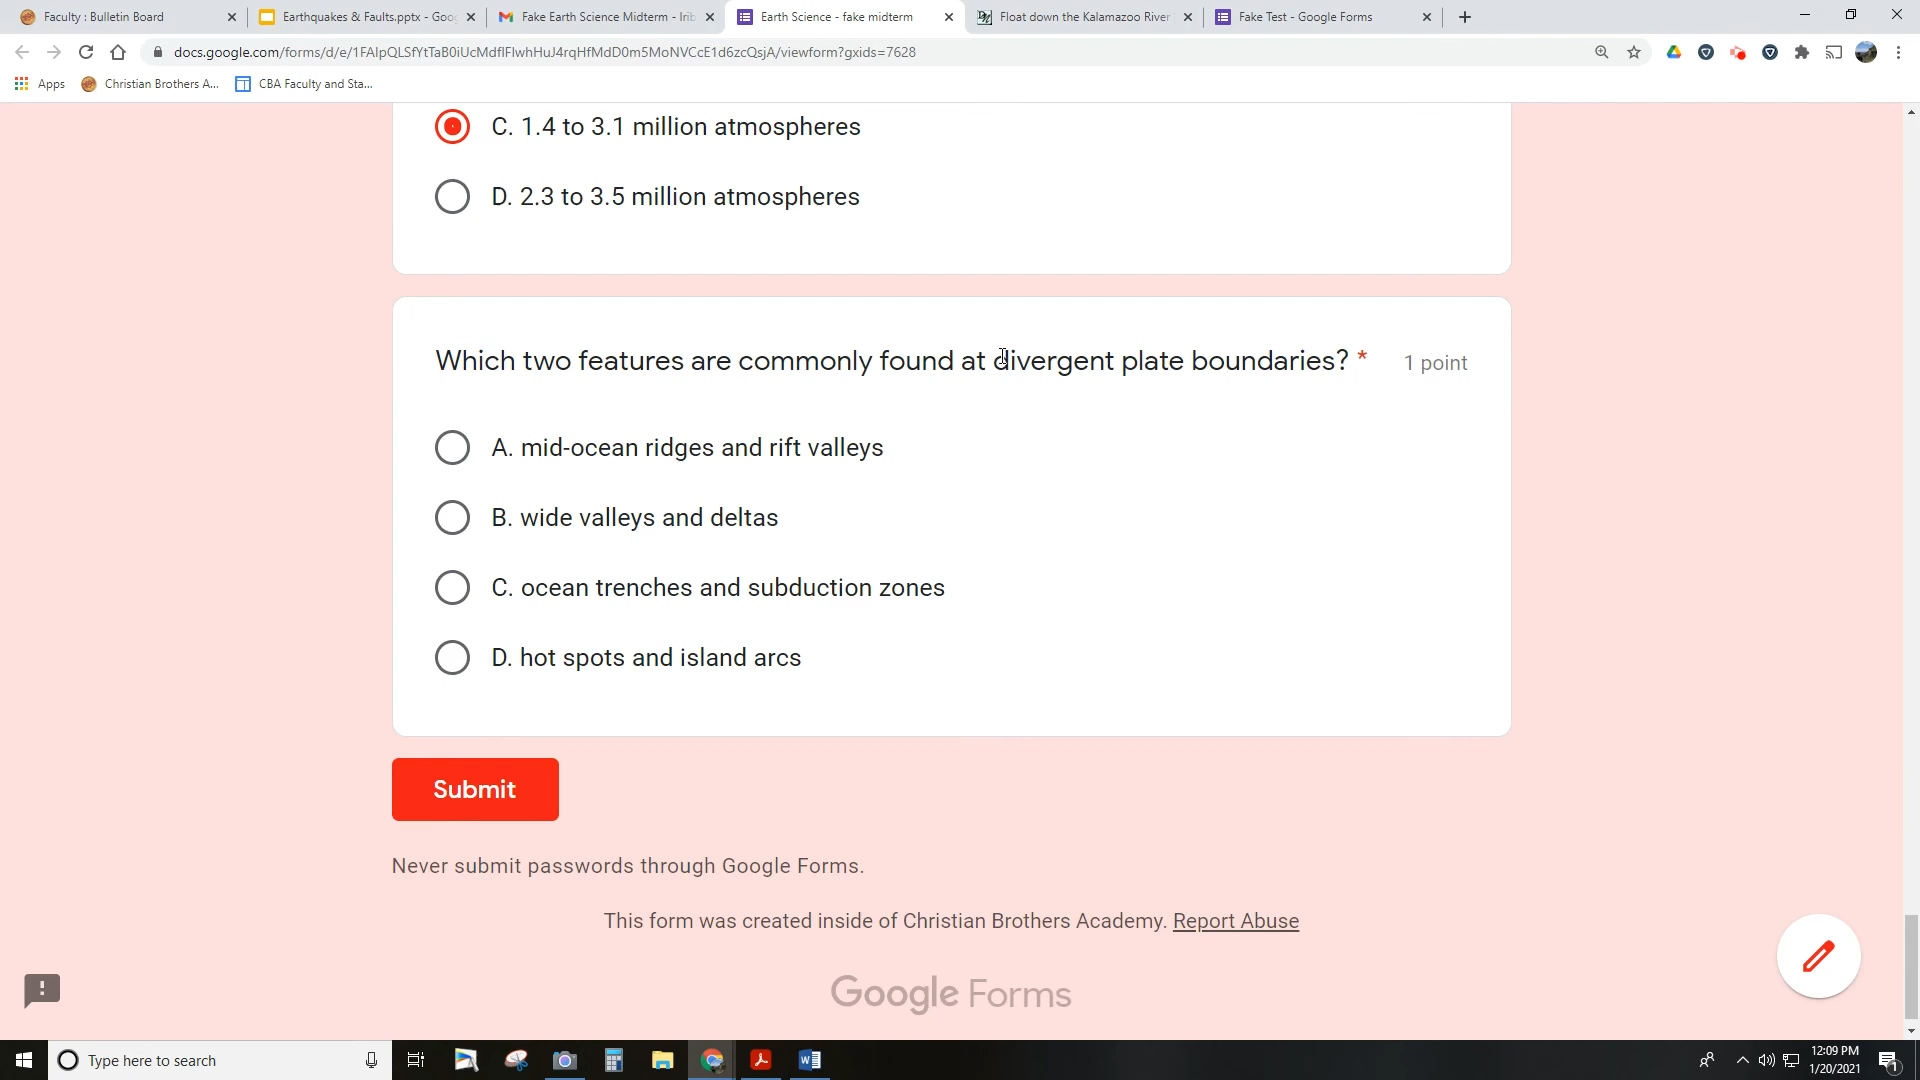 Faculty : Bulletin Board
Earthquakes & Faults.pptx - Goo
Fake Earth Science Midterm - Irib
Earth Science - fake midterm
Float down the Kalamazoo River
Fake Test - Google Forms
docs.google.com/forms/d/e/1FAIpQLSfYtTaB0iUcMdfIFIwhHuJ4rqHfMdD0m5MoNVCcE1d6zcQsjA/viewform?gxids=7628
Apps
Christian Brothers A...
CBA Faculty and Sta...
C. 1.4 to 3.1 million atmospheres
D. 2.3 to 3.5 million atmospheres
Which two features are commonly found at divergent plate boundaries? * 1 point
A. mid-ocean ridges and rift valleys
B. wide valleys and deltas
C. ocean trenches and subduction zones
D. hot spots and island arcs
Submit
Never submit passwords through Google Forms.
This form was created inside of Christian Brothers Academy. Report Abuse
Google Forms
Type here to search
12:09 PM
1/20/2021
1